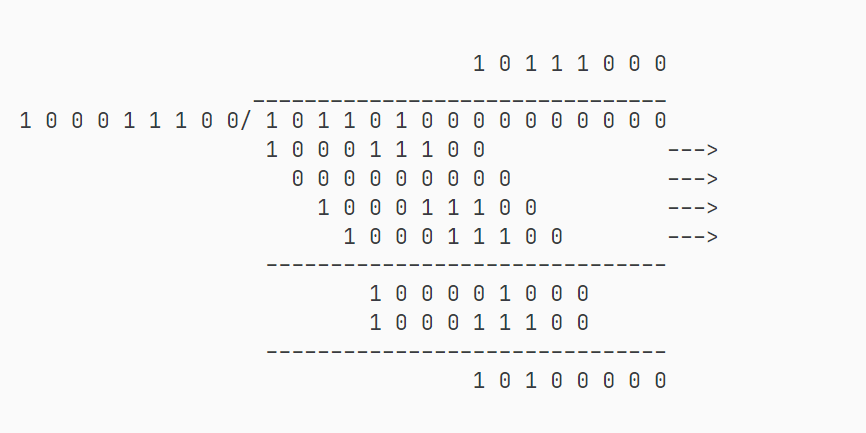 1 0 1 1 1 0 0 0
--------------------------------
1 0 0 0 1 1 1 0 0/ 1 0 1 1 0 1 0 0 0 0 0 0 0 0 0 0
1 0 0 0 1 1 1 0 0 --->
0 0 0 0 0 0 0 0 0 --->
1 0 0 0 1 1 1 0 0 --->
1 0 0 0 1 1 1 0 0 --->
-------------------------------
1 0 0 0 0 1 0 0 0
1 0 0 0 1 1 1 0 0
-------------------------------
1 0 1 0 0 0 0 0